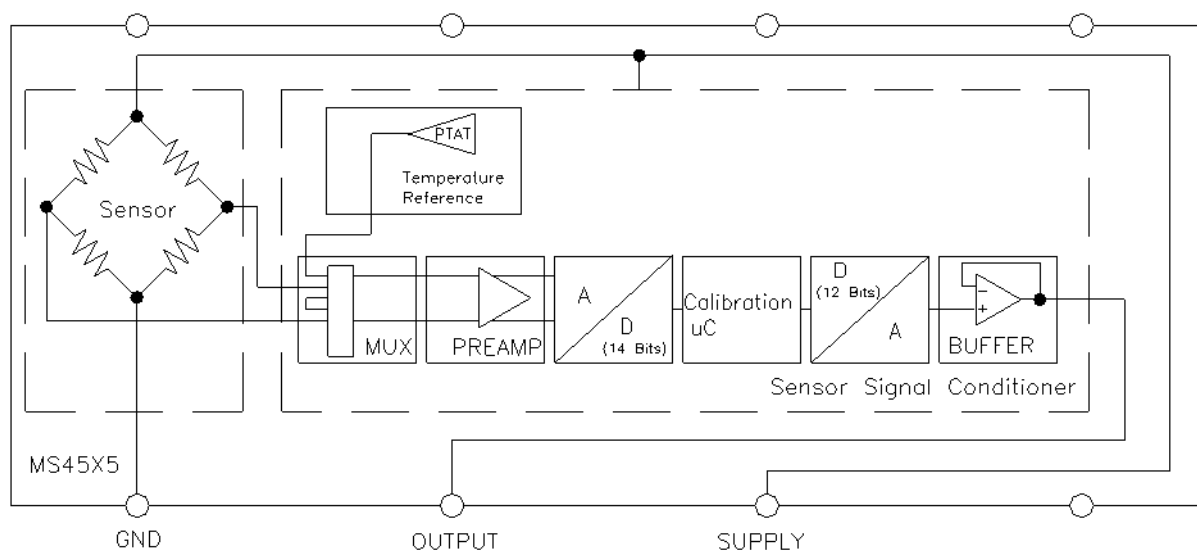 PTAT
Temperature
Reference
Sensor
MUX
PREAMP
A
D
(14 Bits)
Calibration
uC
D
(12 Bits)
A
BUFFER
Sensor Signal Conditioner
MS45X5
GND
OUTPUT
SUPPLY